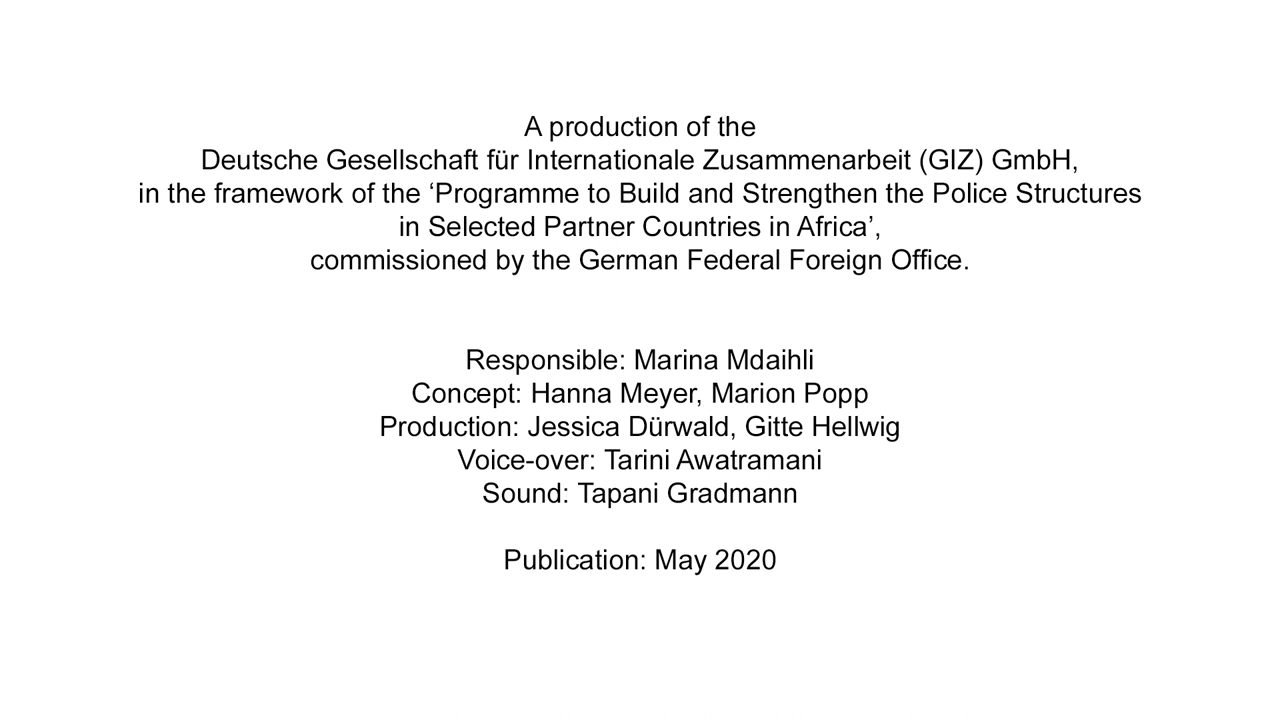 A production of the
Deutsche Gesellschaft für Internationale Zusammenarbeit (GIZ) GmbH,
in the framework of the ‘Programme to Build and Strengthen the Police Structures
in Selected Partner Countries in Africa’,
commissioned by the German Federal Foreign Office.
Responsible: Marina Mdaihli
Concept: Hanna Meyer, Marion Popp
Production: Jessica Dürwald, Gitte Hellwig
Voice-over: Tarini Awatramani
Sound: Tapani Gradmann
Publication: May 2020